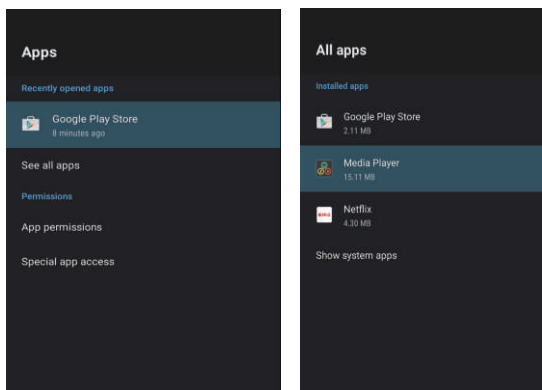 Apps
Recently opened apps
Google Play Store
8 minutes ago
See all apps
Permissions
App permissions
Special app access
All apps
Installed apps
Google Play Store
2.11 MB
Media Player
15.11 MB
Netflix
4.30 MB
Show system apps